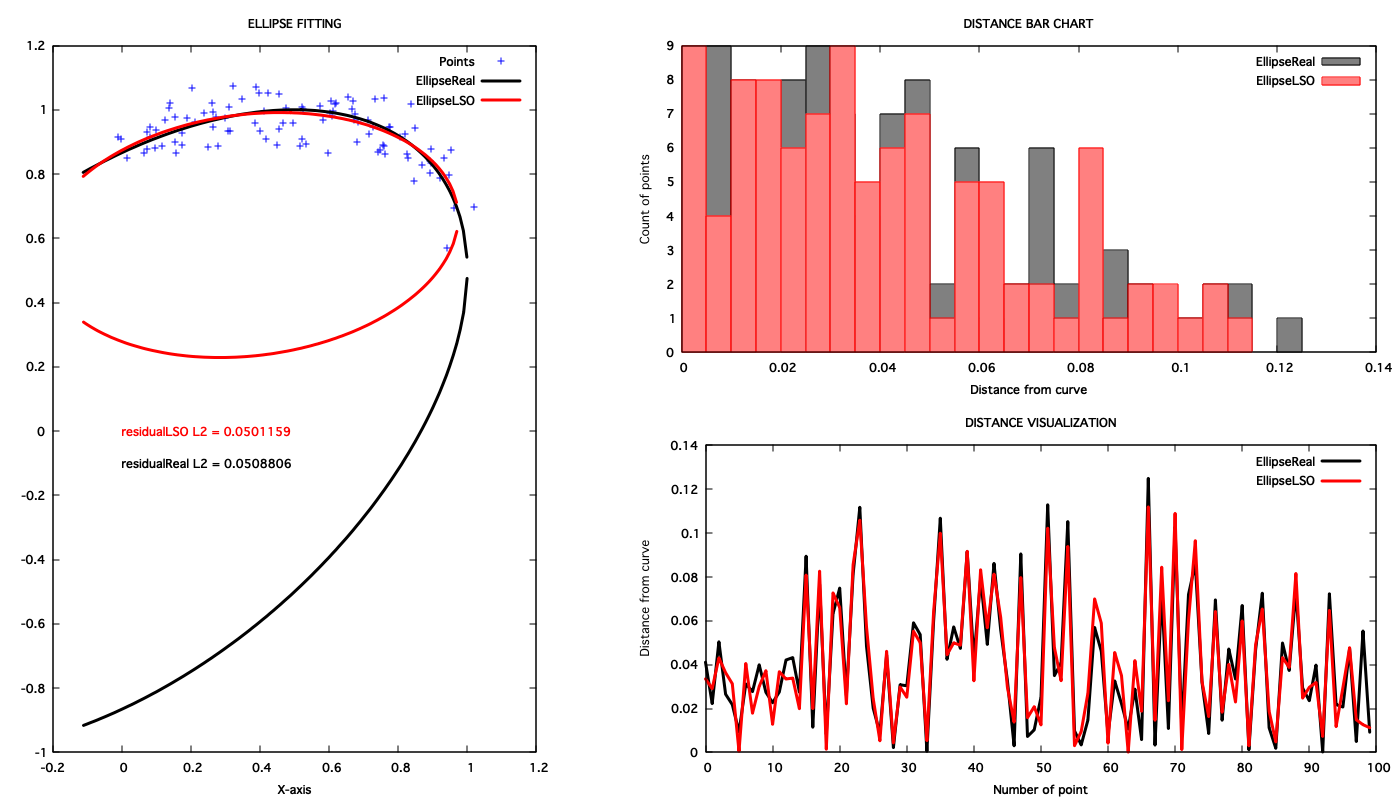 ELLIPSE FITTING
Points
EllipseReal
EllipseLSO
1.2
1
0.8
0.6
0.4
0.2
0
-0.2
-0.4
-0.6
-0.8
-1
residualLSO L2 = 0.0501159
residualReal L2 = 0.0508806
-0.2 0 0.2 0.4 0.6 0.8 1 1.2
X-axis
DISTANCE BAR CHART
EllipseReal
EllipseLSO
Count of points
9
8
7
6
5
4
3
2
1
0
0 0.02 0.04 0.06 0.08 0.1 0.12 0.14
Distance from curve
DISTANCE VISUALIZATION
EllipseReal
EllipseLSO
Distance from curve
0.14
0.12
0.1
0.08
0.06
0.04
0.02
0
0 10 20 30 40 50 60 70 80 90 100
Number of point